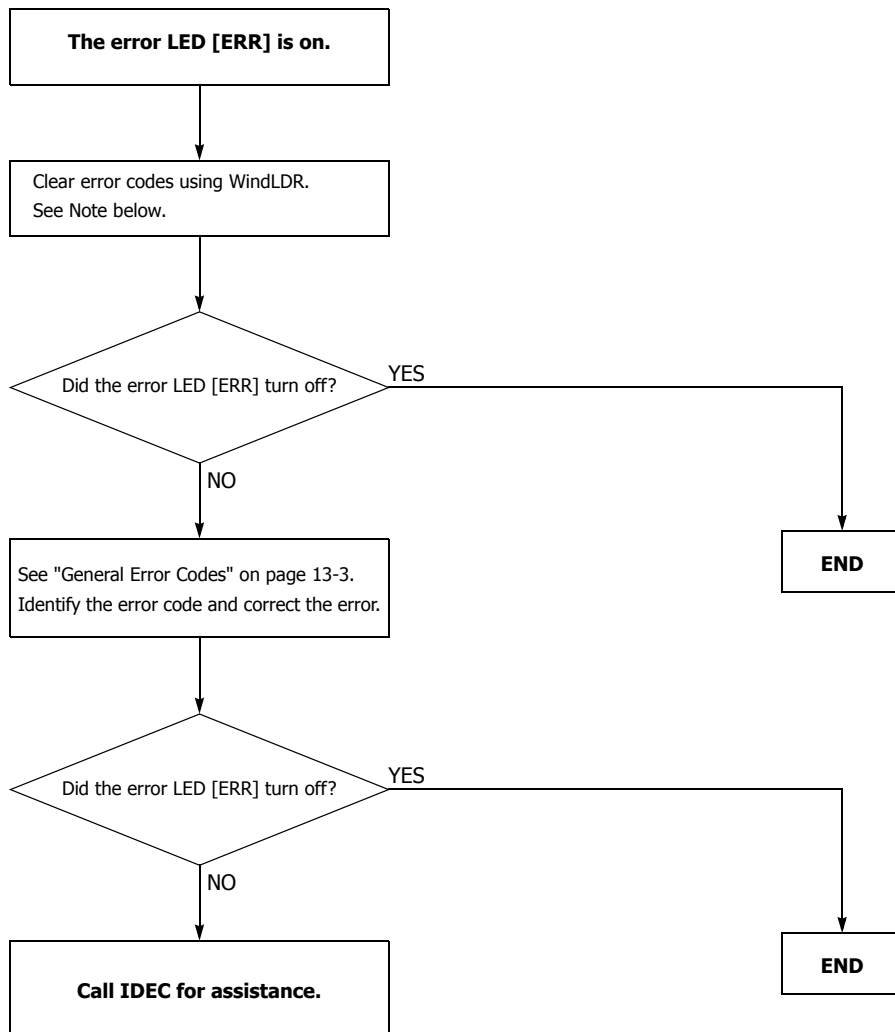 The error LED [ERR] is on.
Clear error codes using WindLDR.
See Note below.
Did the error LED [ERR] turn off?
YES
NO
END
See "General Error Codes" on page 13-3.
Identify the error code and correct the error.
Did the error LED [ERR] turn off?
YES
NO
END
Call IDEC for assistance.